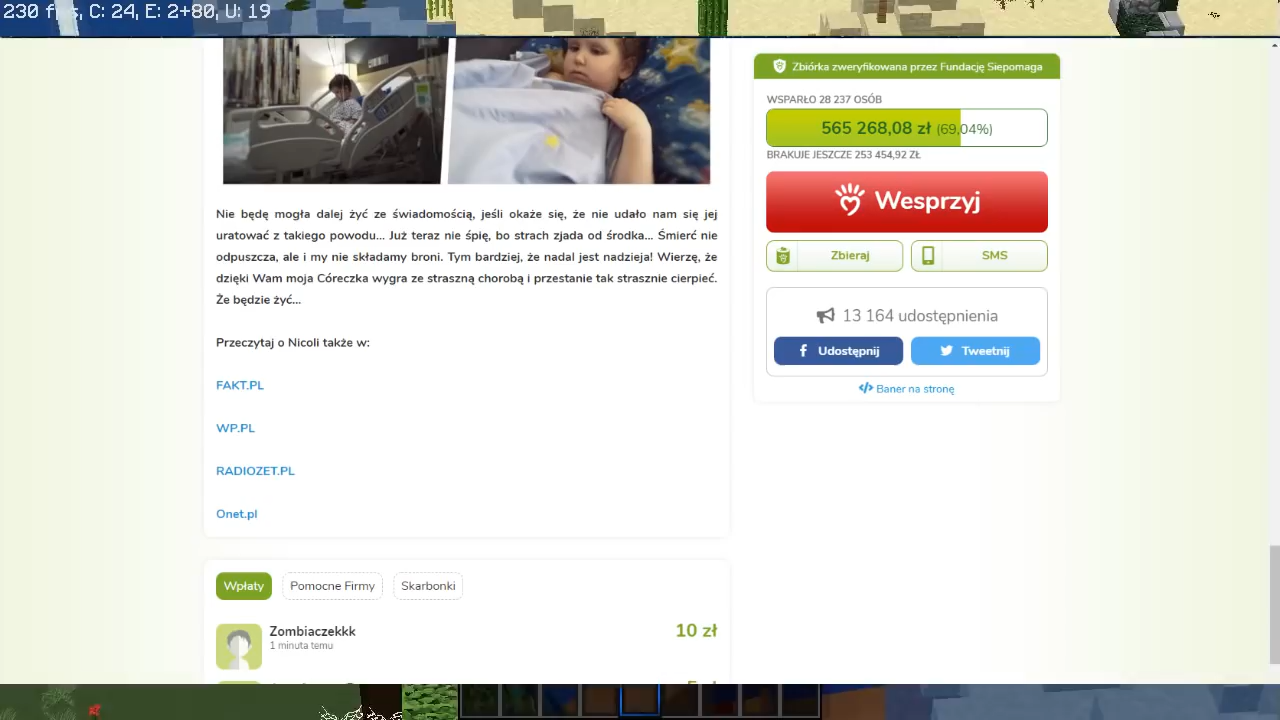 230 fps, C: 24, E: 2+80, U: 19
Zbiórka zweryfikowana przez Fundację Siepomaga
WSPARŁO 28 237 OSÓB
565 268,08 zł (69,04%)
BRAKUJE JESZCZE 253 454,92 ZŁ
Wesprzyj
Zbieraj
SMS
13 164 udostępnienia
Udostępnij
Tweetnij
Baner na stronę
Nie będę mogła dalej żyć ze świadomością, jeśli okaże się, że nie udało nam się jej
uratować z takiego powodu... Już teraz nie śpię, bo strach zjada od środka... Śmierć nie
odpuszcza, ale i my nie składamy broni. Tym bardziej, że nadal jest nadzieja! Wierzę, że
dzięki Wam moja Córeczka wygra ze straszną chorobą i przestanie tak strasznie cierpieć.
Że będzie żyć...
Przeczytaj o Nicoli także w:
FAKT.PL
WP.PL
RADIOZET.PL
Onet.pl
Wpłaty
Pomocne Firmy
Skarbonki
Zombiaczekkk
10 zł
1 minuta temu